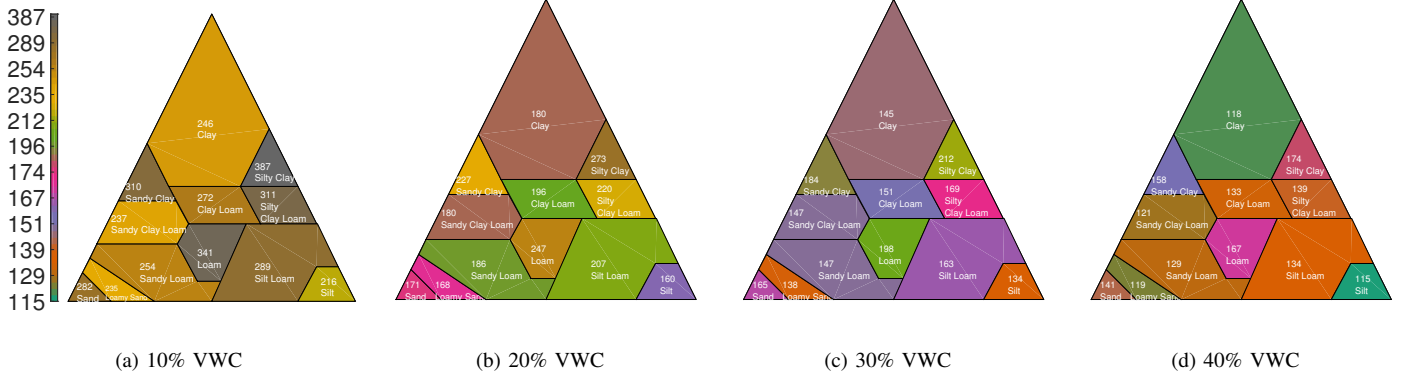 387
289
254
235
212
196
174
167
151
139
129
115
246
Clay
310
Sandy Clay
387
Silty Clay
272
Clay Loam
311
Silty
Clay Loam
237
Sandy Clay Loam
341
Loam
254
Sandy Loam
289
Silt Loam
282
Sand
235
Loamy Sand
216
Silt
(a) 10% VWC
180
Clay
227
Sandy Clay
273
Silty Clay
196
Clay Loam
220
Silty
Clay Loam
180
Sandy Clay Loam
247
Loam
186
Sandy Loam
207
Silt Loam
171
Sand
168
Loamy Sand
160
Silt
(b) 20% VWC
145
Clay
184
Sandy Clay
212
Silty Clay
151
Clay Loam
169
Silty
Clay Loam
147
Sandy Clay Loam
198
Loam
147
Sandy Loam
163
Silt Loam
165
Sand
138
Loamy Sand
134
Silt
(c) 30% VWC
118
Clay
158
Sandy Clay
174
Silty Clay
133
Clay Loam
139
Silty
Clay Loam
121
Sandy Clay Loam
167
Loam
129
Sandy Loam
134
Silt Loam
141
Sand
119
Loamy Sand
115
Silt
(d) 40% VWC